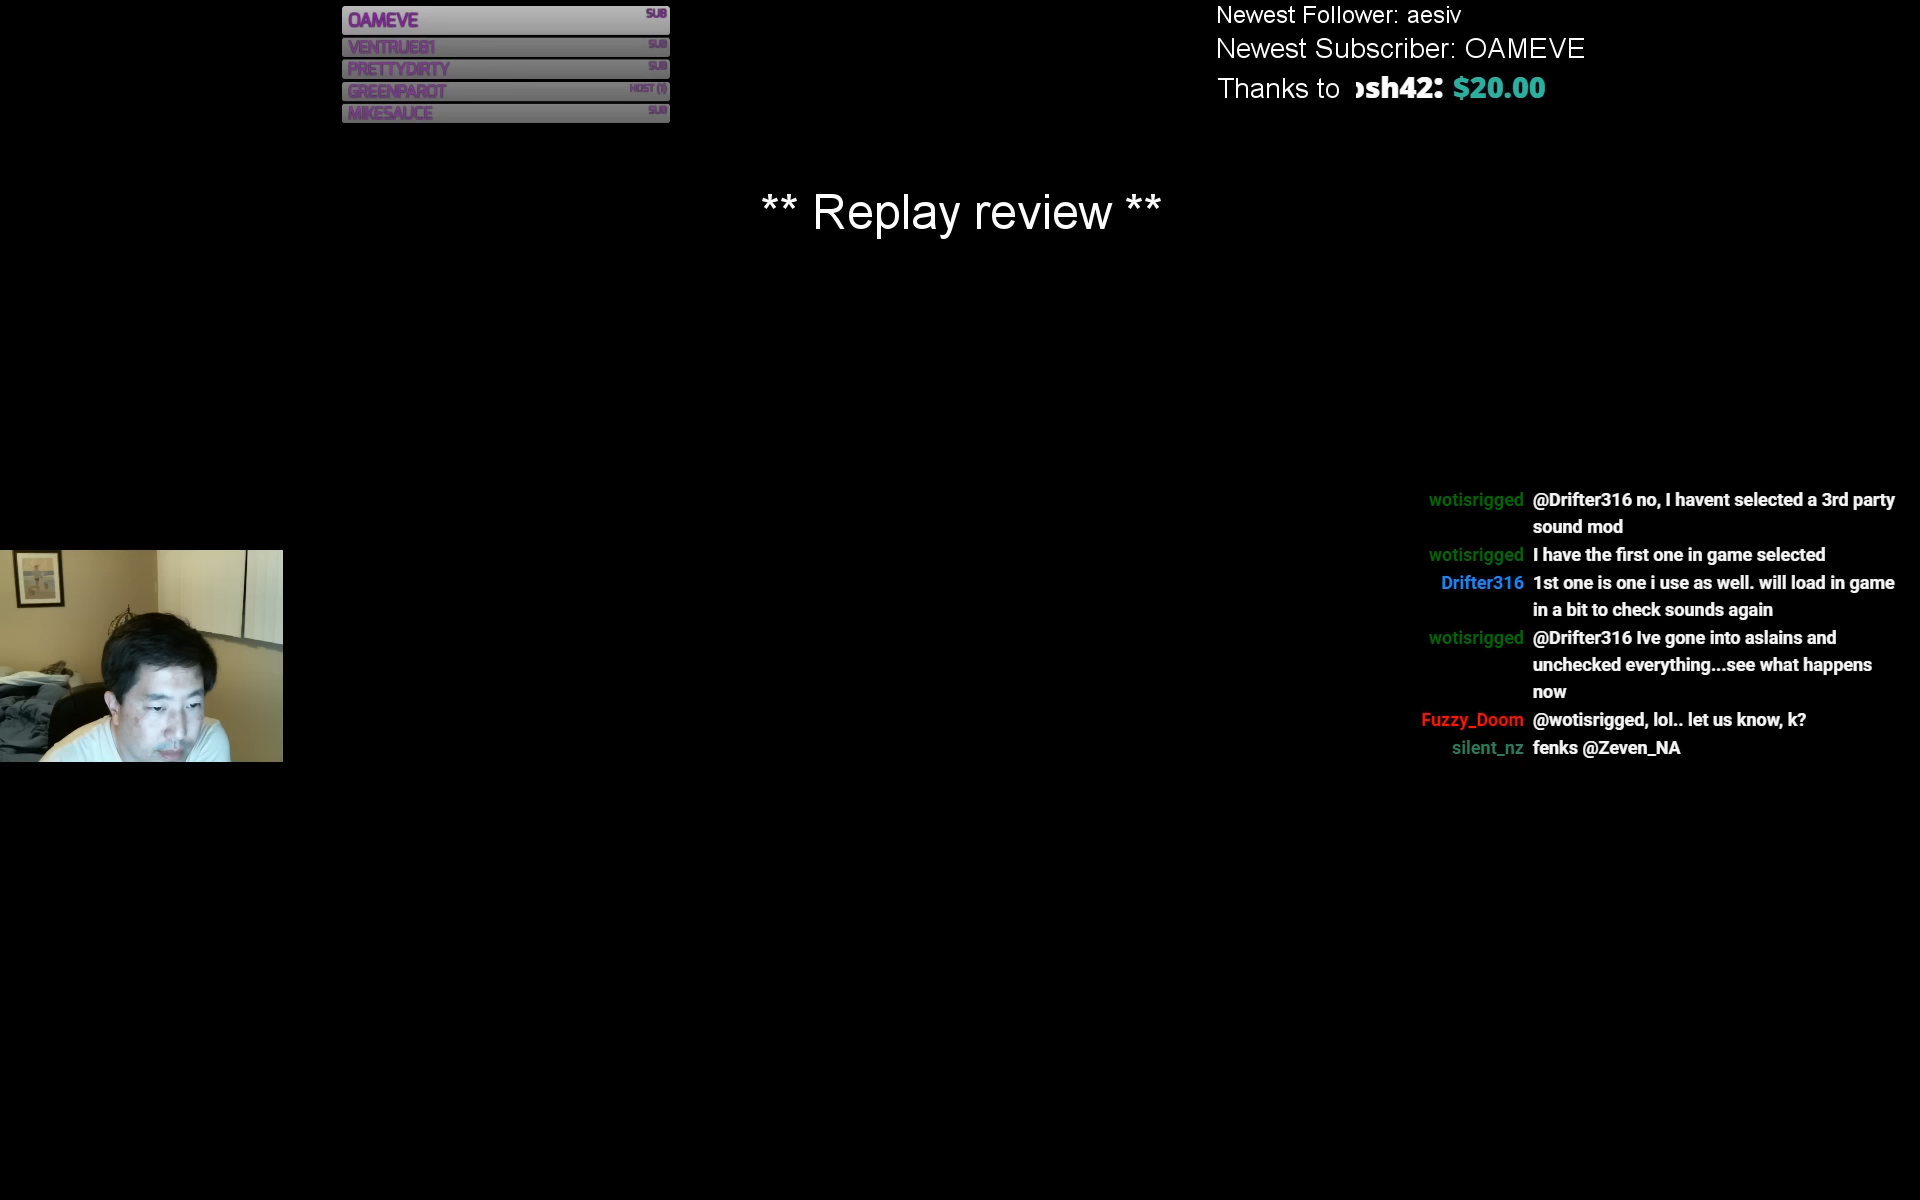 OAMEVE SUB
VENTRUE81 SUB
PRETTYDIRTY SUB
GREENPAROT HOST (1)
MIKESAUCE SUB
Newest Follower: aesiv
Newest Subscriber: OAMEVE
Thanks to sh42: $20.00
** Replay review **
wotisrigged @Drifter316 no, I havent selected a 3rd party
sound mod
wotisrigged I have the first one in game selected
Drifter316 1st one is one i use as well. will load in game
in a bit to check sounds again
wotisrigged @Drifter316 Ive gone into aslains and
unchecked everything...see what happens
now
Fuzzy_Doom @wotisrigged, lol.. let us know, k?
silent_nz fenks @Zeven_NA